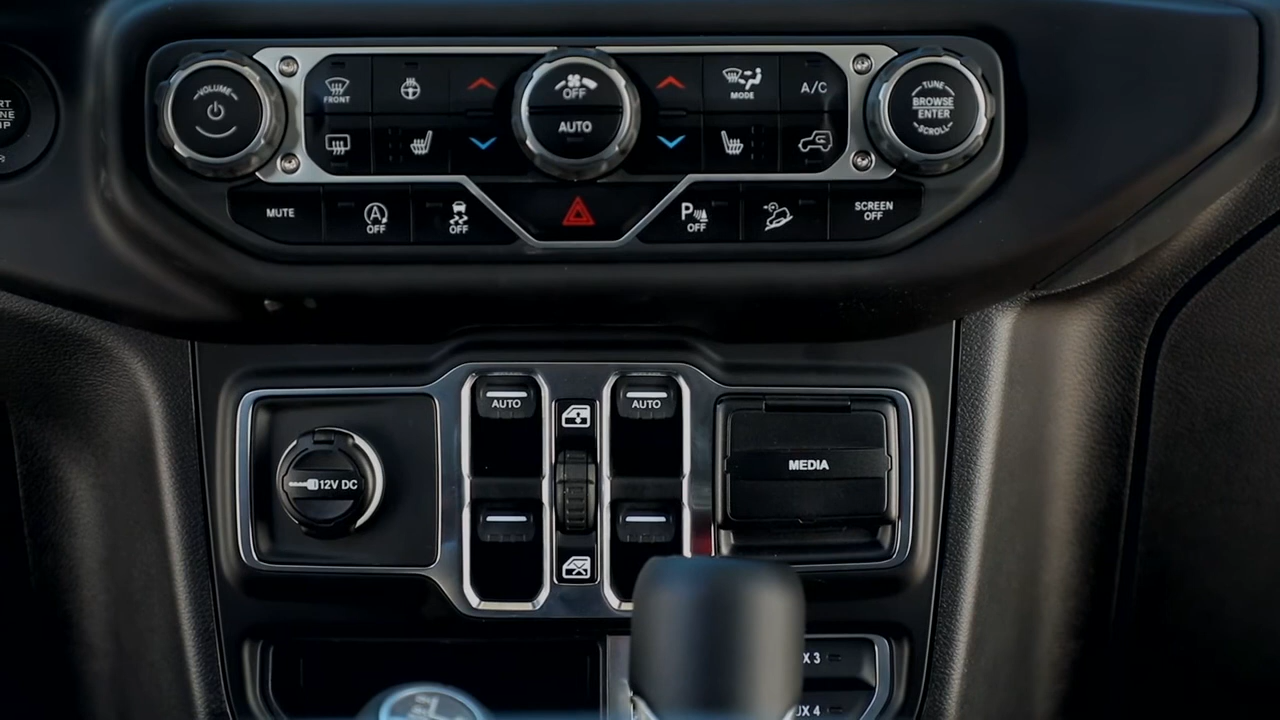 VOLUME
FRONT
OFF
AUTO
MODE
A/C
TUNE
BROWSE
ENTER
SCROLL
MUTE
A
OFF
OFF
P
OFF
SCREEN
OFF
AUTO
AUTO
12V DC
MEDIA
X 3
UX 4